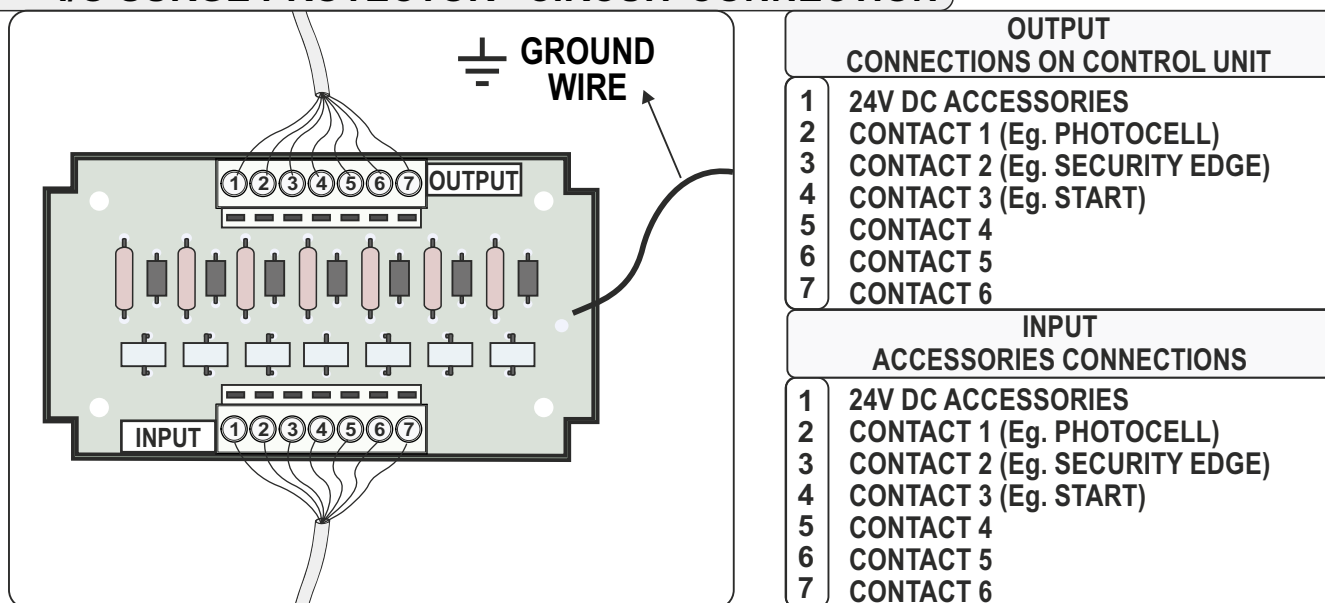 GROUND
WIRE
1 2 3 4 5 6 7 OUTPUT
INPUT 1 2 3 4 5 6 7
OUTPUT
CONNECTIONS ON CONTROL UNIT
1 24V DC ACCESSORIES
2 CONTACT 1 (Eg. PHOTOCELL)
3 CONTACT 2 (Eg. SECURITY EDGE)
4 CONTACT 3 (Eg. START)
5 CONTACT 4
6 CONTACT 5
7 CONTACT 6
INPUT
ACCESSORIES CONNECTIONS
1 24V DC ACCESSORIES
2 CONTACT 1 (Eg. PHOTOCELL)
3 CONTACT 2 (Eg. SECURITY EDGE)
4 CONTACT 3 (Eg. START)
5 CONTACT 4
6 CONTACT 5
7 CONTACT 6